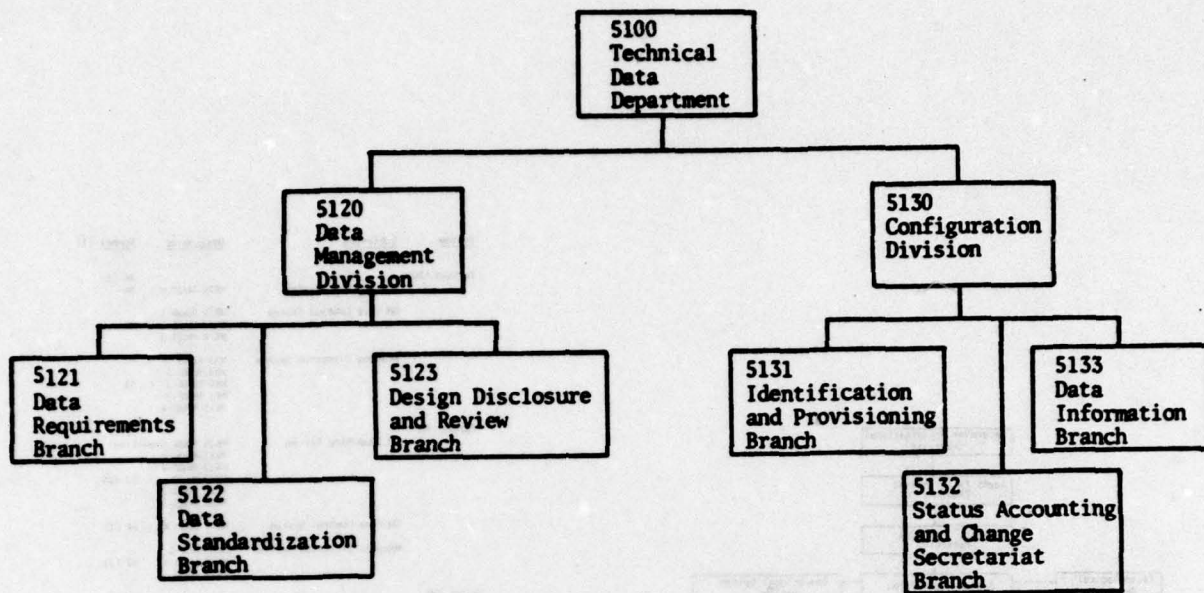 5100
Technical
Data
Department
5120
Data
Management
Division
5130
Configuration
Division
5121
Data
Requirements
Branch
5122
Data
Standardization
Branch
5123
Design Disclosure
and Review
Branch
5131
Identification
and Provisioning
Branch
5132
Status Accounting
and Change
Secretariat
Branch
5133
Data
Information
Branch